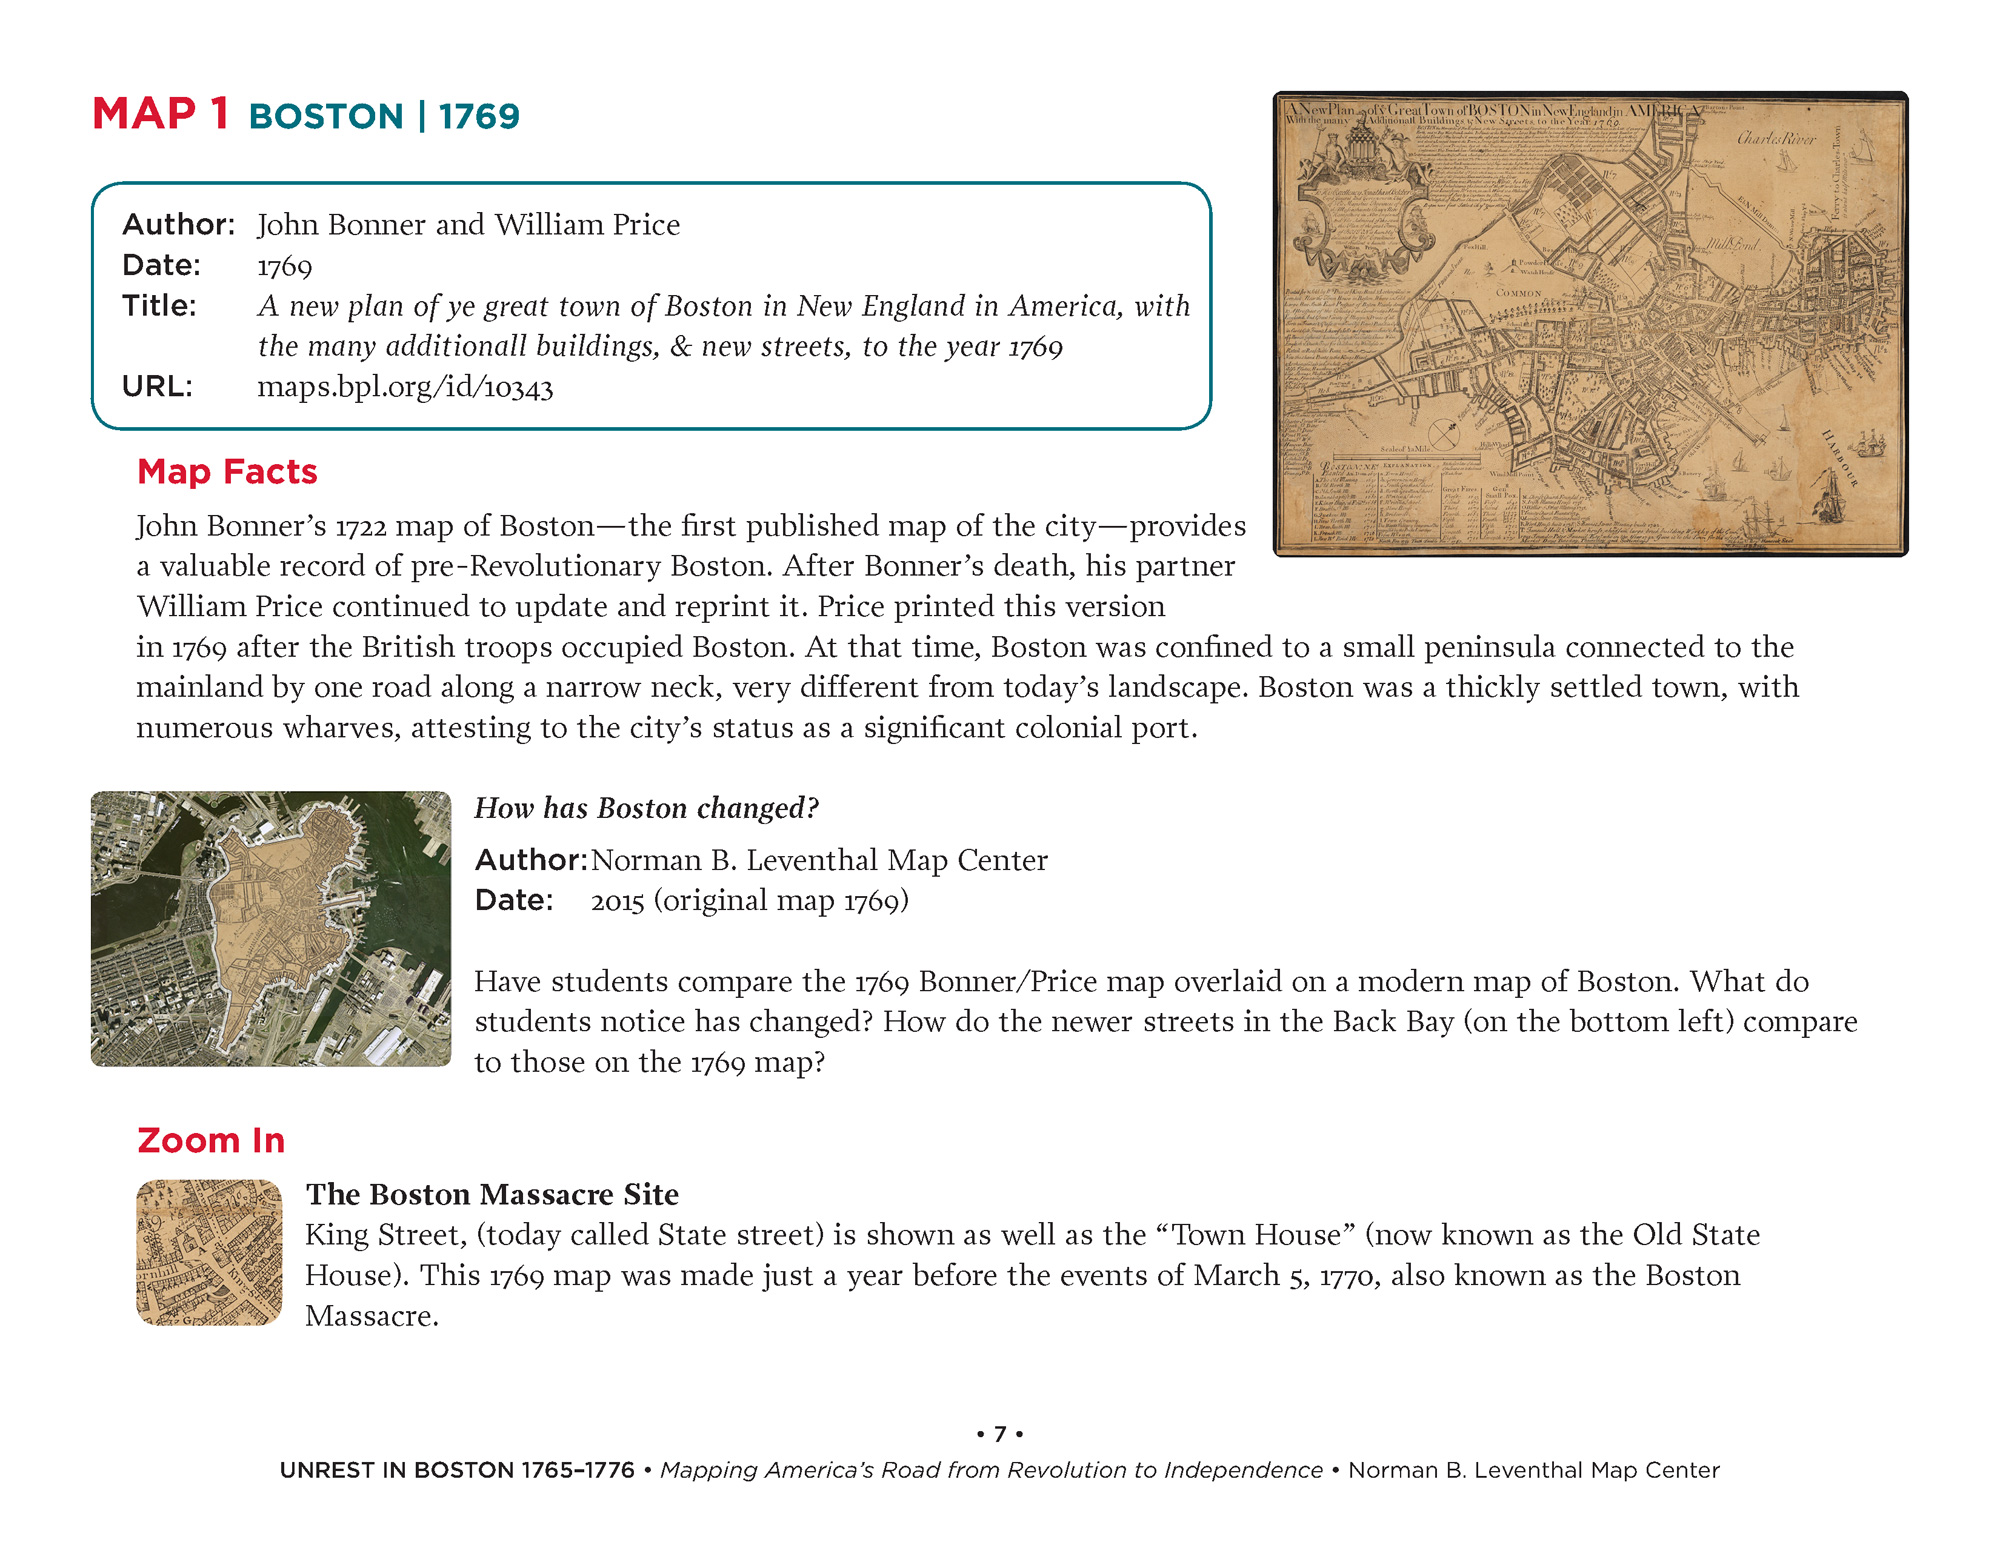 MAP 1 BOSTON | 1769
A New Plan of ye Great Town of BOSTON in New England in AMERICA
With the many Additionall Buildings & New Streets, to the Year 1769
Charles River
Mill Pond
COMMON
HARBOUR
Scale of ½ a Mile
EXPLANATION
Great Fires
Small Pox
Author: John Bonner and William Price
Date: 1769
Title: A new plan of ye great town of Boston in New England in America, with
the many additionall buildings, & new streets, to the year 1769
URL: maps.bpl.org/id/10343
Map Facts
John Bonner’s 1722 map of Boston—the first published map of the city—provides
a valuable record of pre-Revolutionary Boston. After Bonner’s death, his partner
William Price continued to update and reprint it. Price printed this version
in 1769 after the British troops occupied Boston. At that time, Boston was confined to a small peninsula connected to the
mainland by one road along a narrow neck, very different from today’s landscape. Boston was a thickly settled town, with
numerous wharves, attesting to the city’s status as a significant colonial port.
How has Boston changed?
Author: Norman B. Leventhal Map Center
Date: 2015 (original map 1769)
Have students compare the 1769 Bonner/Price map overlaid on a modern map of Boston. What do
students notice has changed? How do the newer streets in the Back Bay (on the bottom left) compare
to those on the 1769 map?
Zoom In
The Boston Massacre Site
King Street, (today called State street) is shown as well as the “Town House” (now known as the Old State
House). This 1769 map was made just a year before the events of March 5, 1770, also known as the Boston
Massacre.
• 7 •
UNREST IN BOSTON 1765–1776 • Mapping America’s Road from Revolution to Independence • Norman B. Leventhal Map Center